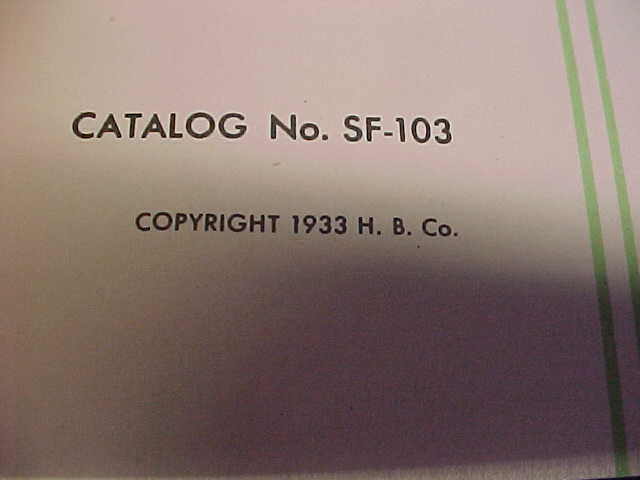 CATALOG No. SF-103
COPYRIGHT 1933 H. B. Co.